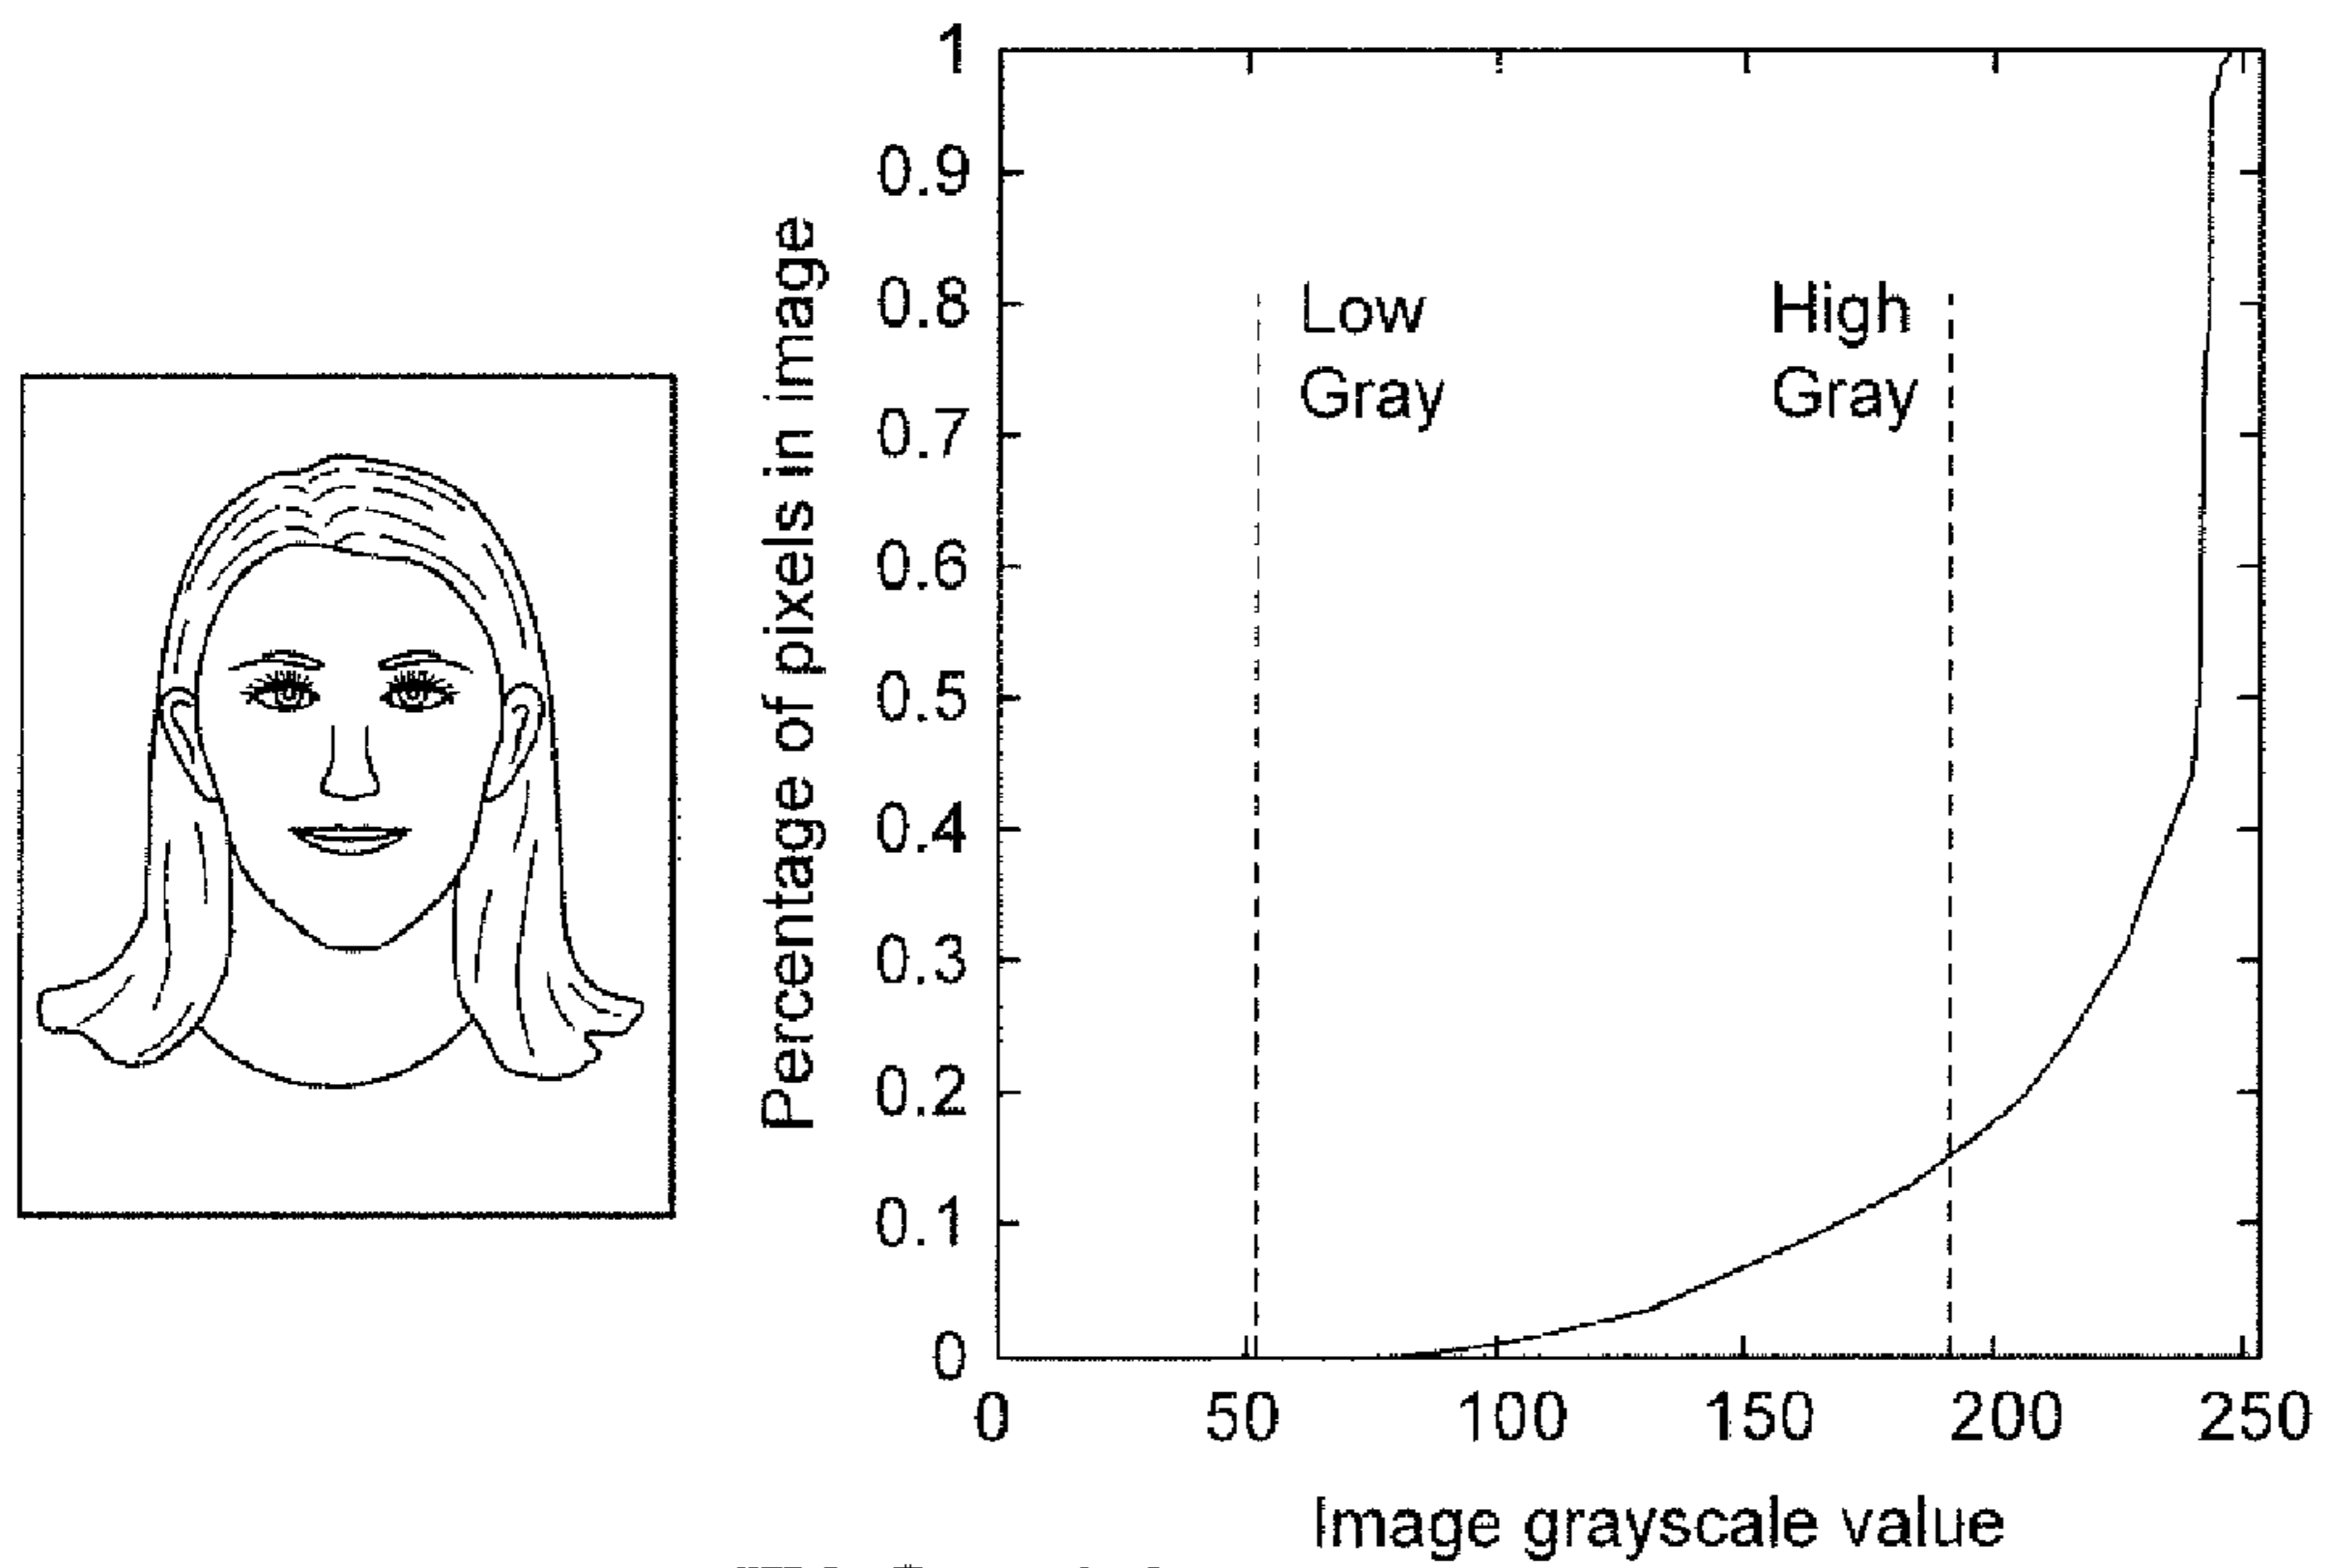 1
0.9
0.8
0.7
0.6
0.5
0.4
0.3
0.2
0.1
0
Percentage of pixels in image
Low
Gray
High
Gray
0 50 100 150 200 250
Image grayscale value